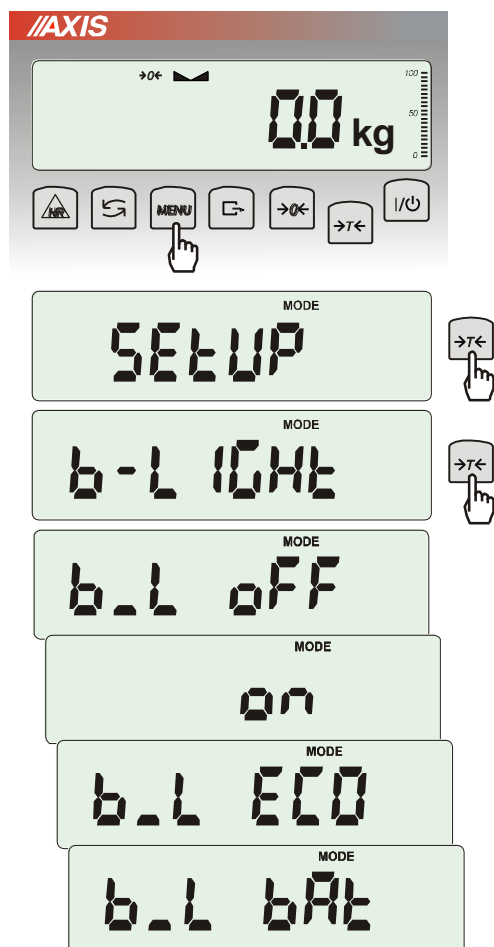 //AXIS
→0← 100
50
0.0 kg
0
HR MENU →0← →T← I/⏻
MODE
SEtUP →T←
MODE
b-LIGHt →T←
MODE
b_L oFF
MODE
on
MODE
b_L ECO
MODE
b_L bAt